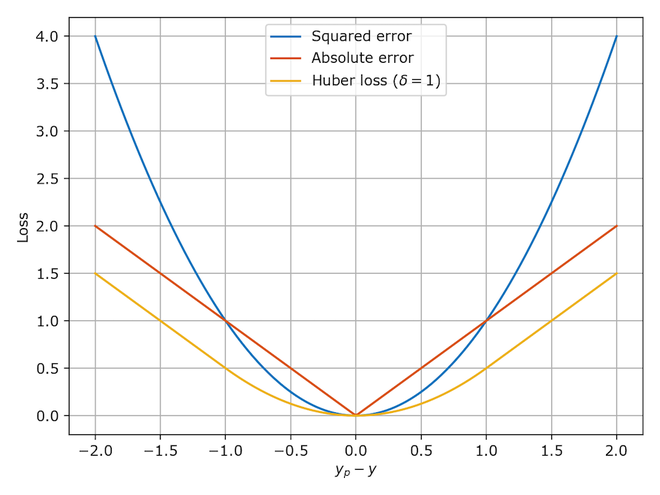 Squared error
Absolute error
Huber loss (δ = 1)
4.0
3.5
3.0
2.5
2.0
1.5
1.0
0.5
0.0
Loss
−2.0 −1.5 −1.0 −0.5 0.0 0.5 1.0 1.5 2.0
yₚ − y